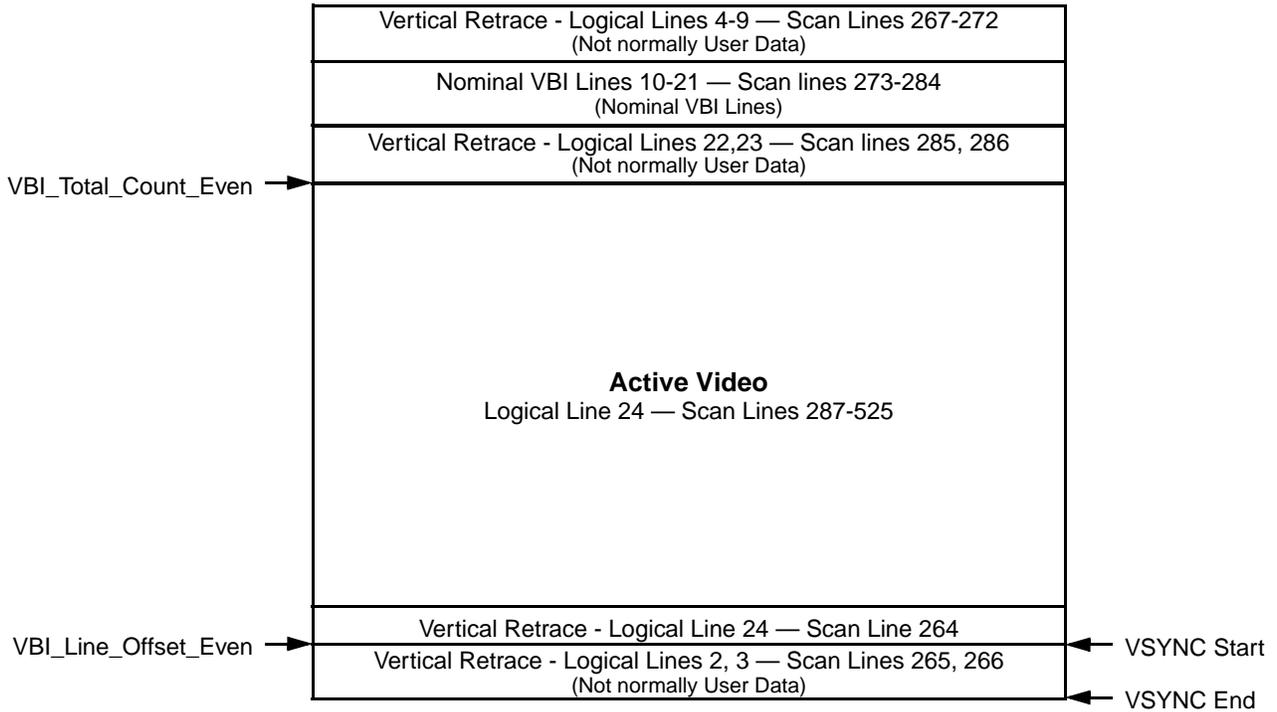 Vertical Retrace - Logical Lines 4-9 — Scan Lines 267-272
(Not normally User Data)
Nominal VBI Lines 10-21 — Scan lines 273-284
(Nominal VBI Lines)
Vertical Retrace - Logical Lines 22,23 — Scan lines 285, 286
(Not normally User Data)
VBI_Total_Count_Even
Active Video
Logical Line 24 — Scan Lines 287-525
Vertical Retrace - Logical Line 24 — Scan Line 264
VBI_Line_Offset_Even
VSYNC Start
Vertical Retrace - Logical Lines 2, 3 — Scan Lines 265, 266
(Not normally User Data)
VSYNC End